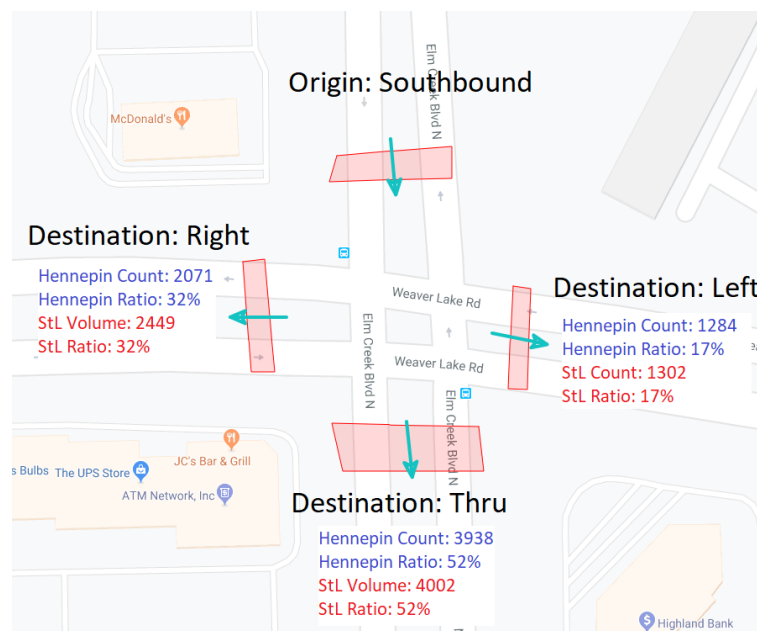 Elm Creek Blvd N
Origin: Southbound
McDonald's
Destination: Right
Hennepin Count: 2071
Hennepin Ratio: 32%
StL Volume: 2449
StL Ratio: 32%
Weaver Lake Rd
Destination: Left
Hennepin Count: 1284
Hennepin Ratio: 17%
StL Count: 1302
StL Ratio: 17%
Elm Creek Blvd N
Weaver Lake Rd
Elm Creek Blvd N
JC's Bar & Grill
s Bulbs
The UPS Store
ATM Network, Inc
Destination: Thru
Hennepin Count: 3938
Hennepin Ratio: 52%
StL Volume: 4002
StL Ratio: 52%
Highland Bank